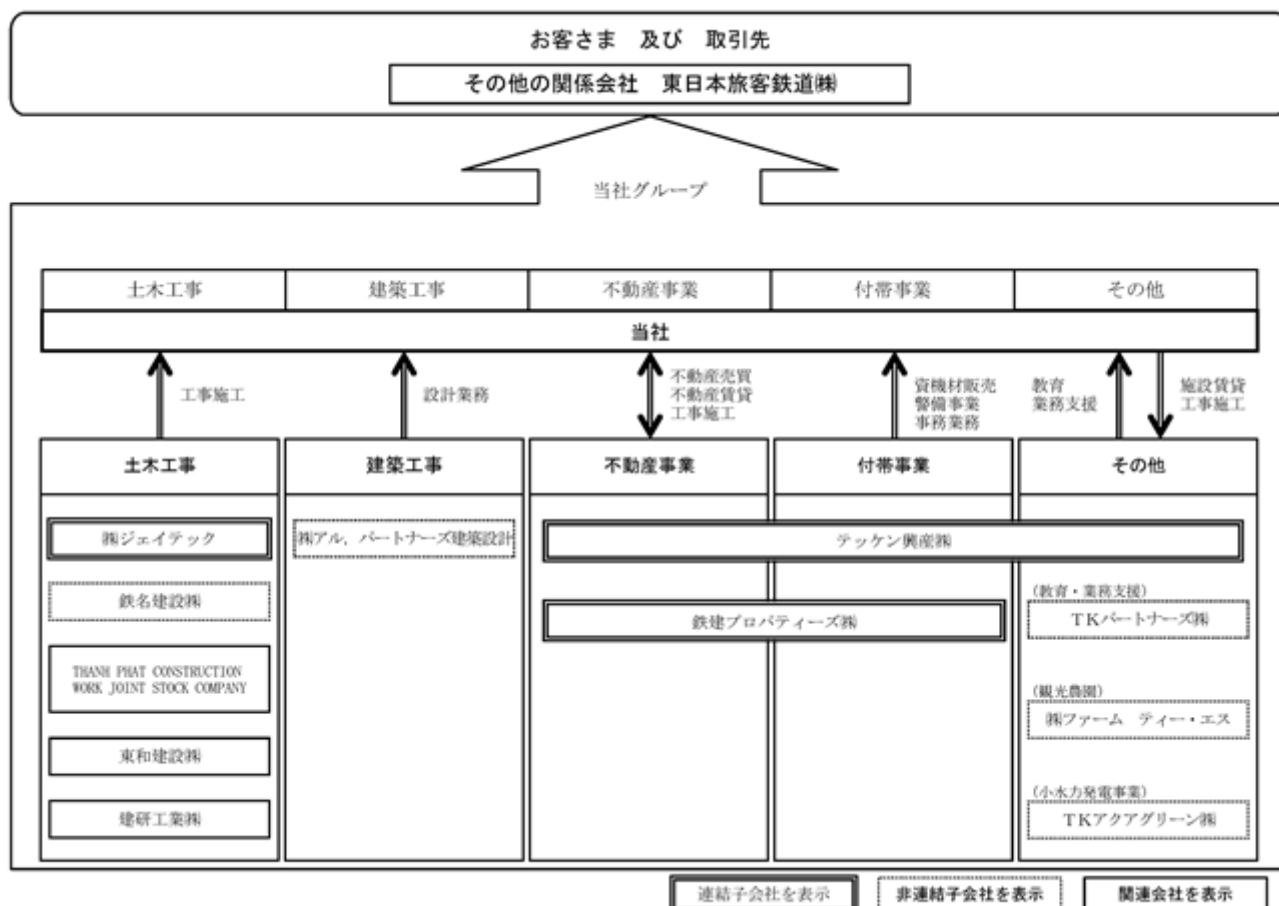 お客さま 及び 取引先
その他の関係会社 東日本旅客鉄道㈱
当社グループ
土木工事 建築工事 不動産事業 付帯事業 その他
当社
工事施工
設計業務
不動産売買
不動産賃貸
工事施工
資機材販売
警備事業
事務業務
教育
業務支援
施設賃貸
工事施工
土木工事 建築工事 不動産事業 付帯事業 その他
㈱ジェイテック
鉄名建設㈱
THANH PHAT CONSTRUCTION
WORK JOINT STOCK COMPANY
東和建設㈱
建研工業㈱
㈱アル，パートナーズ建築設計
テッケン興産㈱
鉄建プロパティーズ㈱
(教育・業務支援)
TKパートナーズ㈱
(観光農園)
㈱ファーム ティー・エス
(小水力発電事業)
TKアクアグリーン㈱
連結子会社を表示 非連結子会社を表示 関連会社を表示